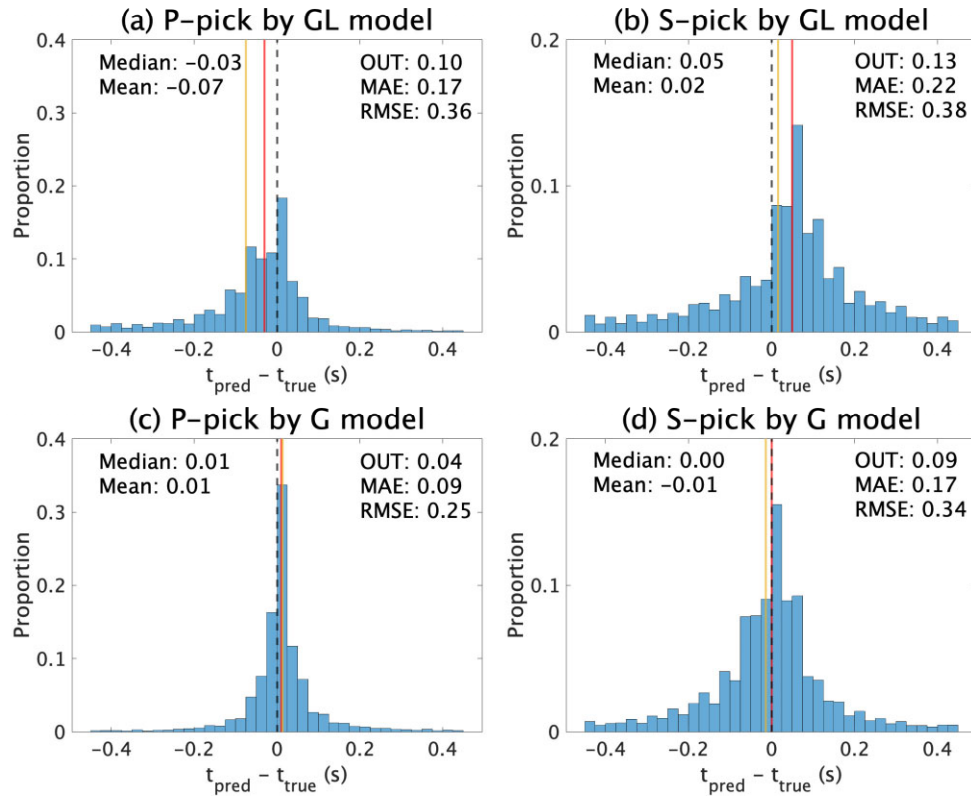 (a) P-pick by GL model
0.4
0.3
0.2
0.1
0
Proportion
Median: −0.03
Mean: −0.07
OUT: 0.10
MAE: 0.17
RMSE: 0.36
−0.4 −0.2 0 0.2 0.4
t_pred − t_true (s)
(b) S-pick by GL model
0.2
0.1
0
Proportion
Median: 0.05
Mean: 0.02
OUT: 0.13
MAE: 0.22
RMSE: 0.38
−0.4 −0.2 0 0.2 0.4
t_pred − t_true (s)
(c) P-pick by G model
0.4
0.3
0.2
0.1
0
Proportion
Median: 0.01
Mean: 0.01
OUT: 0.04
MAE: 0.09
RMSE: 0.25
−0.4 −0.2 0 0.2 0.4
t_pred − t_true (s)
(d) S-pick by G model
0.2
0.1
0
Proportion
Median: 0.00
Mean: −0.01
OUT: 0.09
MAE: 0.17
RMSE: 0.34
−0.4 −0.2 0 0.2 0.4
t_pred − t_true (s)